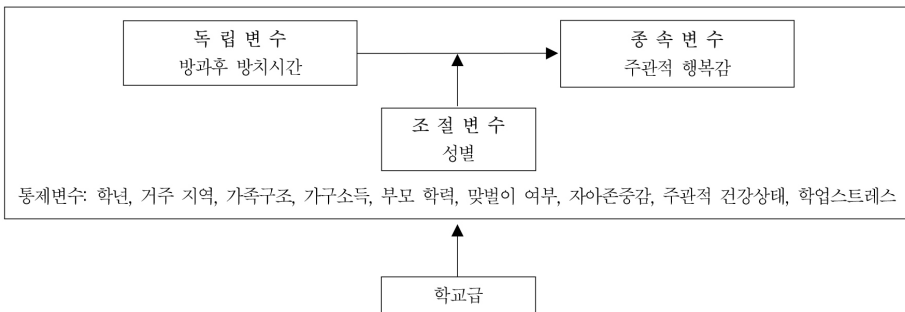 독 립 변 수
방과후 방치시간
종 속 변 수
주관적 행복감
조 절 변 수
성별
통제변수: 학년, 거주 지역, 가족구조, 가구소득, 부모 학력, 맞벌이 여부, 자아존중감, 주관적 건강상태, 학업스트레스
학교급